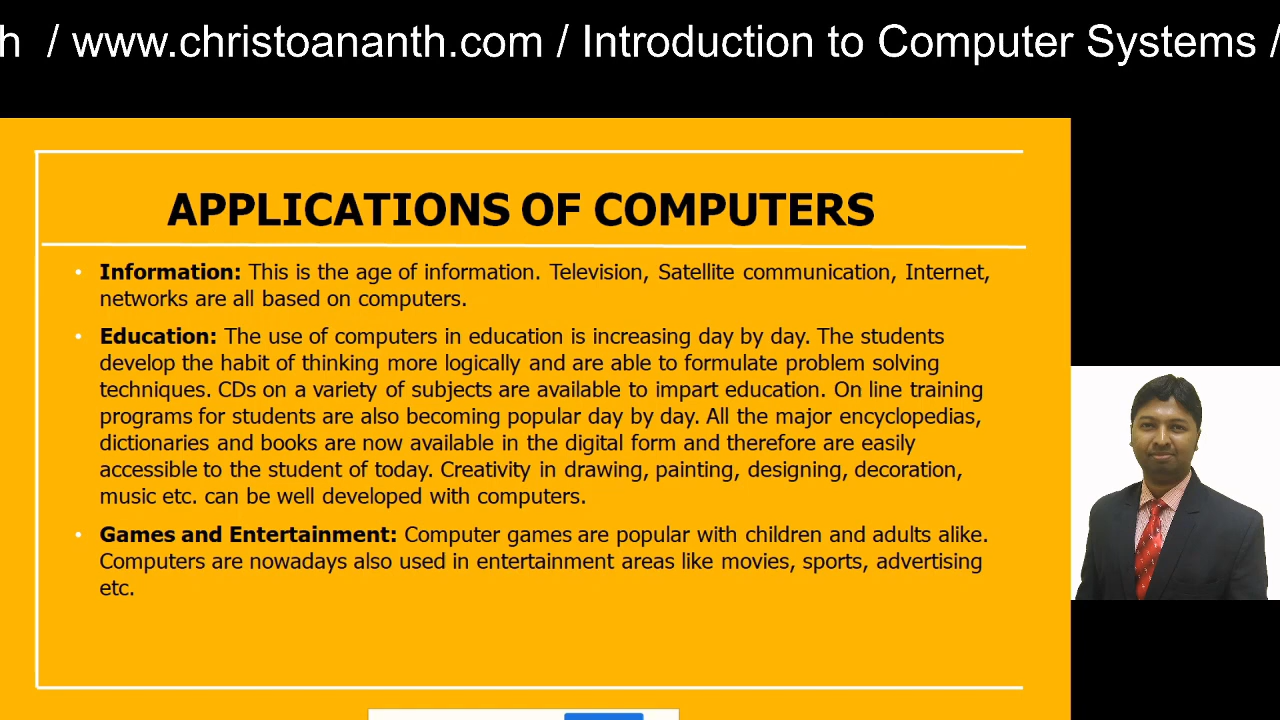 h / www.christoananth.com / Introduction to Computer Systems /
APPLICATIONS OF COMPUTERS
• Information: This is the age of information. Television, Satellite communication, Internet,
networks are all based on computers.
• Education: The use of computers in education is increasing day by day. The students
develop the habit of thinking more logically and are able to formulate problem solving
techniques. CDs on a variety of subjects are available to impart education. On line training
programs for students are also becoming popular day by day. All the major encyclopedias,
dictionaries and books are now available in the digital form and therefore are easily
accessible to the student of today. Creativity in drawing, painting, designing, decoration,
music etc. can be well developed with computers.
• Games and Entertainment: Computer games are popular with children and adults alike.
Computers are nowadays also used in entertainment areas like movies, sports, advertising
etc.